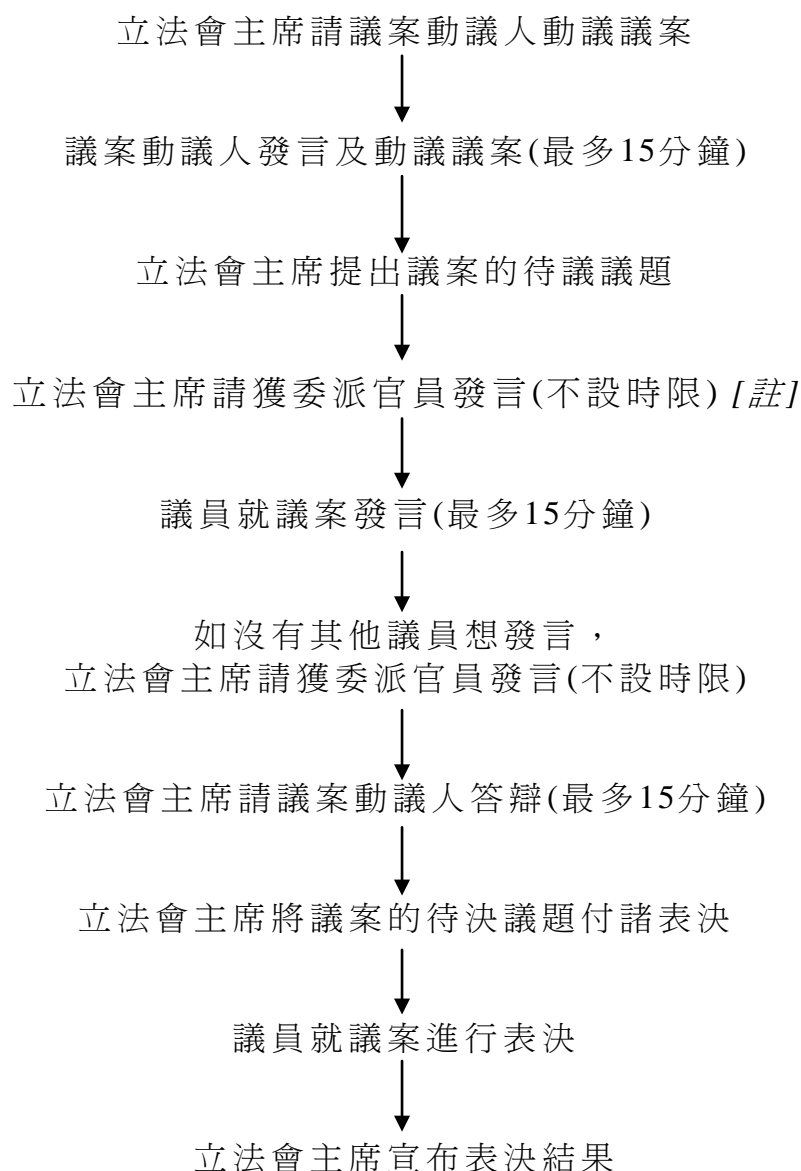 立法會主席請議案動議人動議議案
議案動議人發言及動議議案(最多15分鐘)
立法會主席提出議案的待議議題
立法會主席請獲委派官員發言(不設時限)[註]
議員就議案發言(最多15分鐘)
如沒有其他議員想發言，
立法會主席請獲委派官員發言(不設時限)
立法會主席請議案動議人答辯(最多15分鐘)
立法會主席將議案的待決議題付諸表決
議員就議案進行表決
立法會主席宣布表決結果